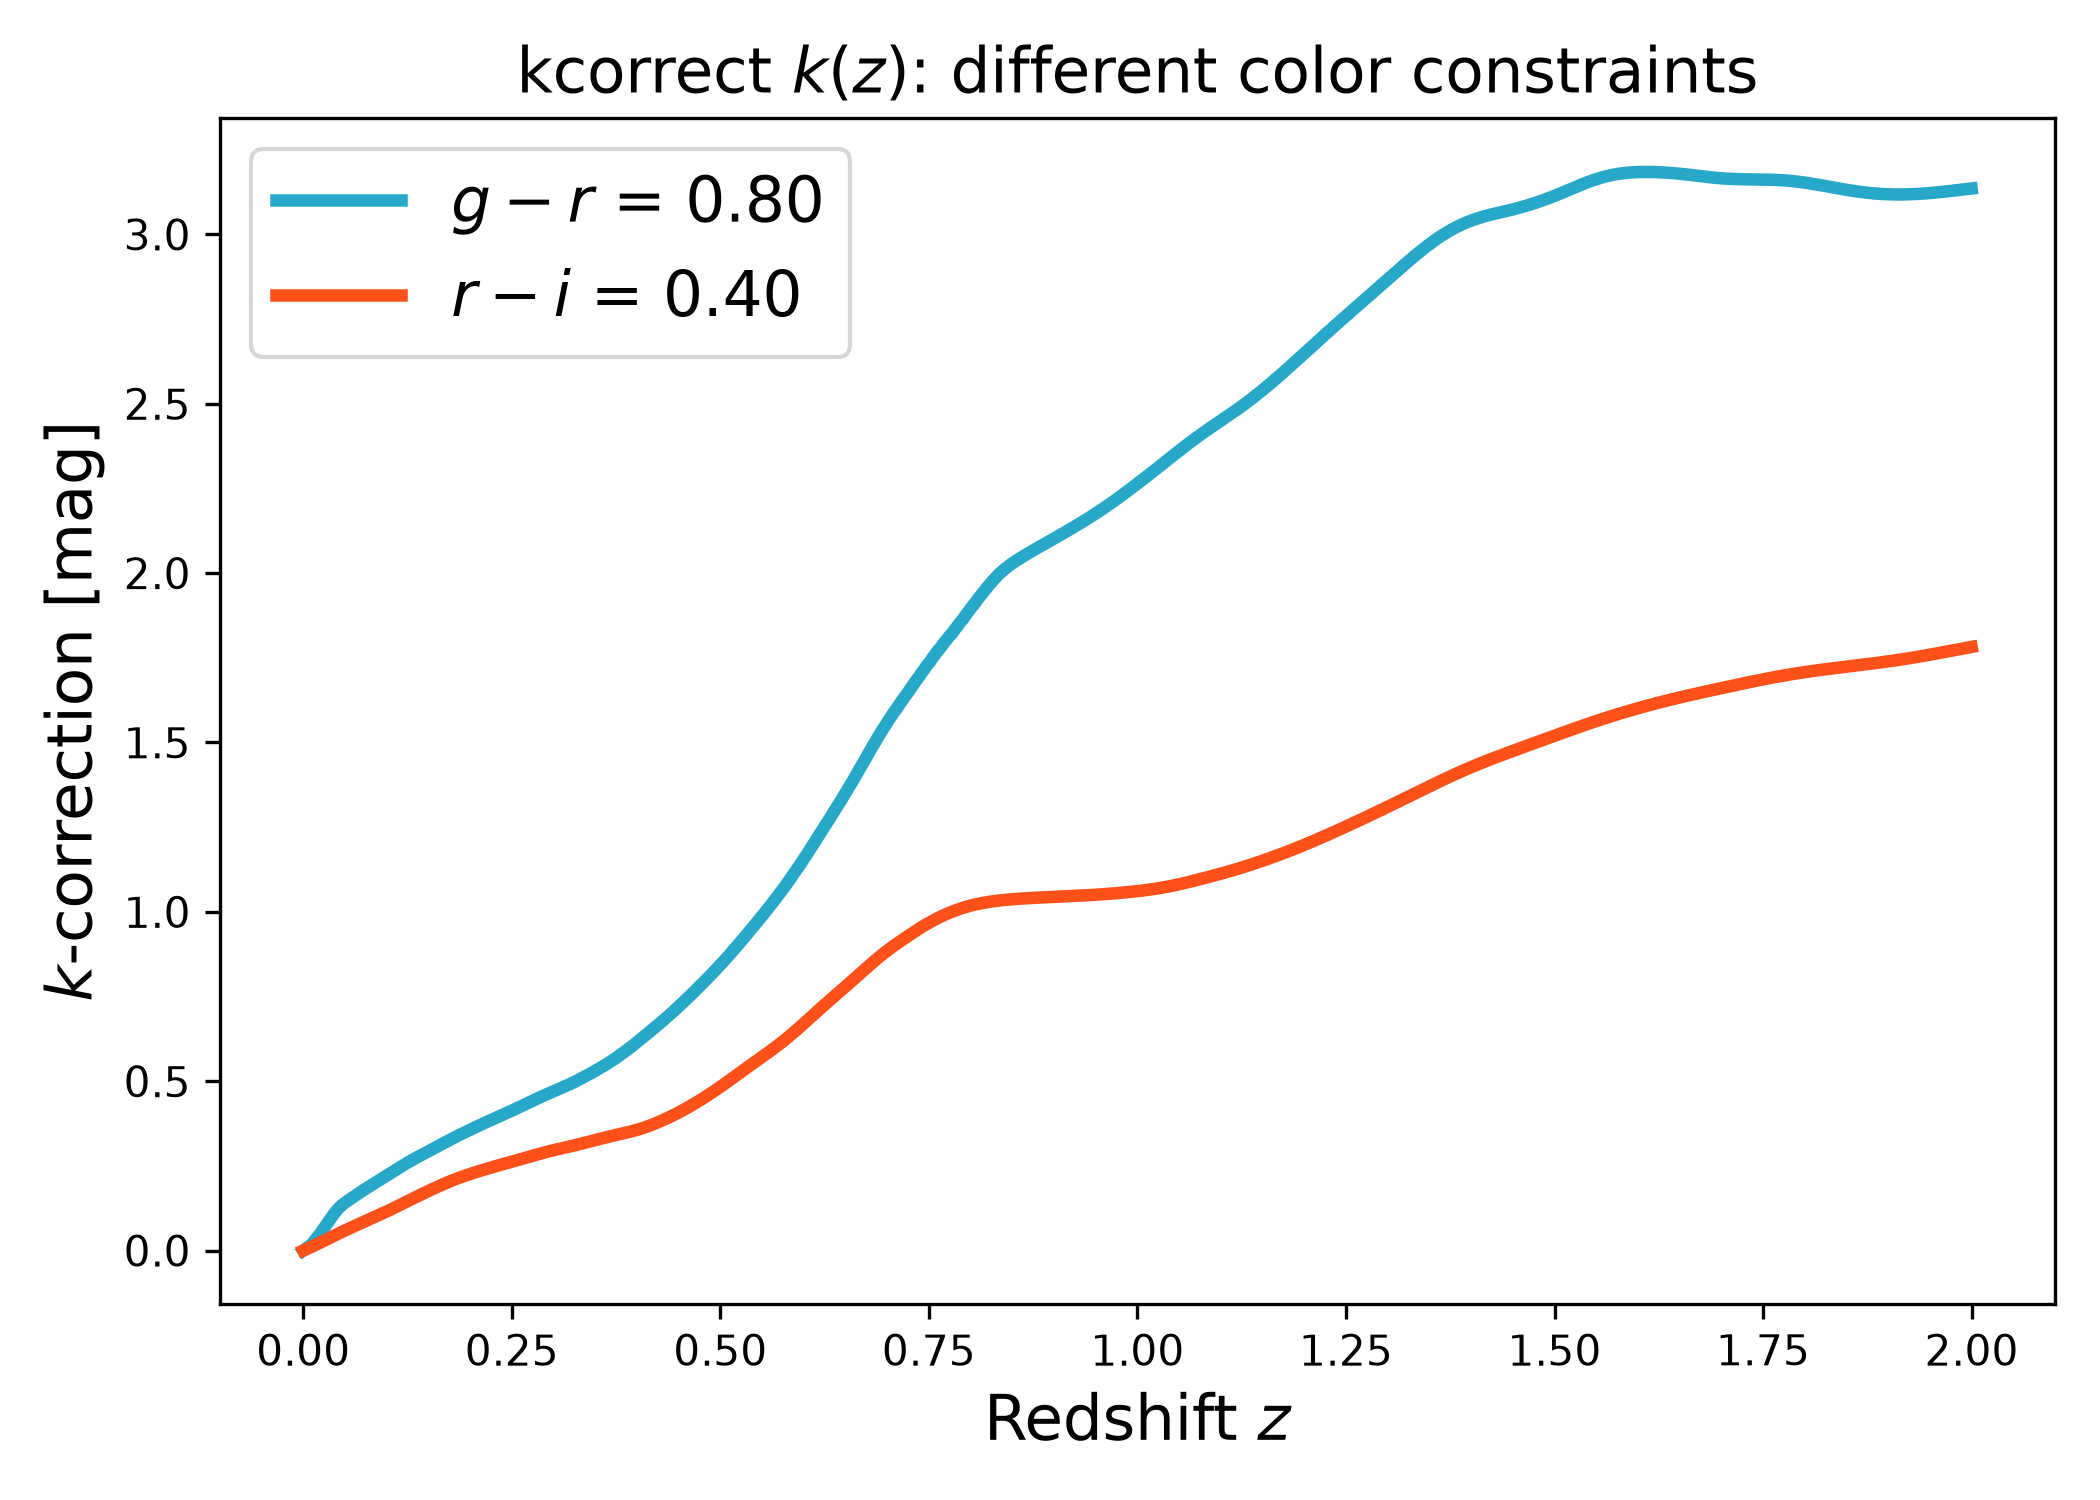 kcorrect k(z): different color constraints
g − r = 0.80
r − i = 0.40
k-correction [mag]
3.0
2.5
2.0
1.5
1.0
0.5
0.0
0.00 0.25 0.50 0.75 1.00 1.25 1.50 1.75 2.00
Redshift z